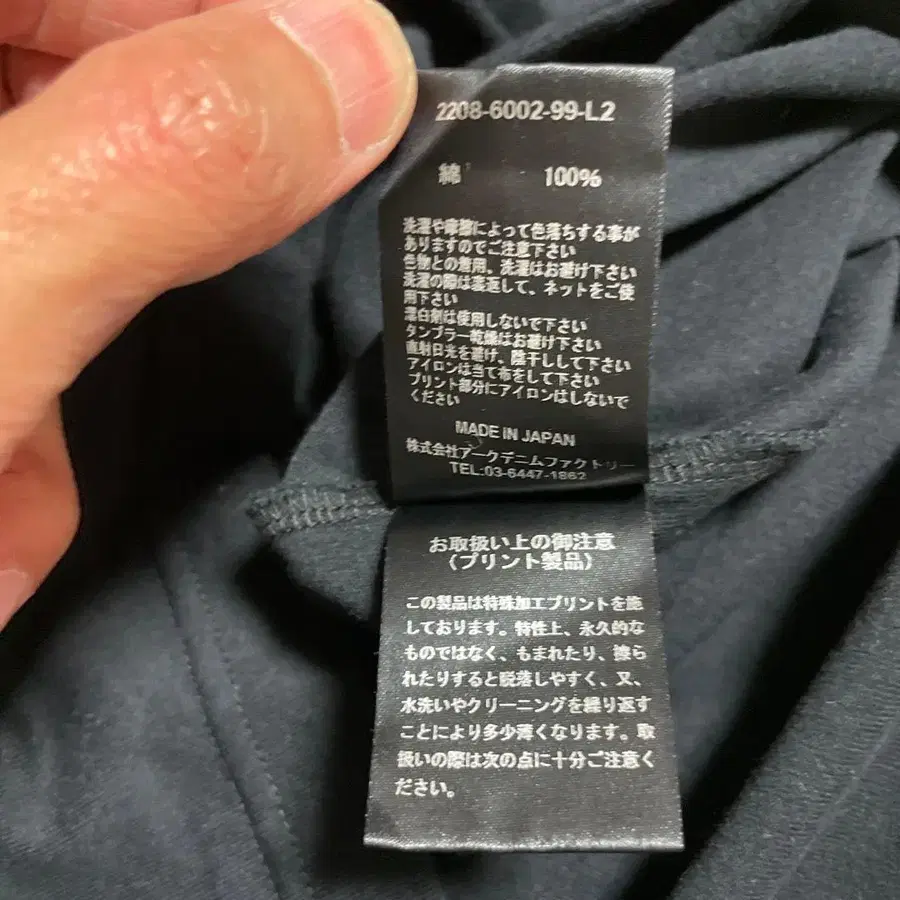 2208-6002-99-L2
綿 100%
洗濯や摩擦によって色落ちする事が
ありますのでご注意下さい
色物との着用、洗濯はお避け下さい
洗濯の際は裏返して、ネットをご使
用下さい
漂白剤は使用しないで下さい
タンブラー乾燥はお避け下さい
直射日光を避け、陰干しして下さい
アイロンは当て布をして下さい
プリント部分にアイロンはしないで
ください
MADE IN JAPAN
株式会社アークデニムファクトリー
TEL:03-6447-1862
お取扱い上の御注意
(プリント製品)
この製品は特殊加工プリントを施
しております。特性上、永久的な
ものではなく、もまれたり、擦ら
れたりすると脱落しやすく、又、
水洗いやクリーニングを繰り返す
ことにより多少薄くなります。取
扱いの際は次の点に十分ご注意く
ださい。